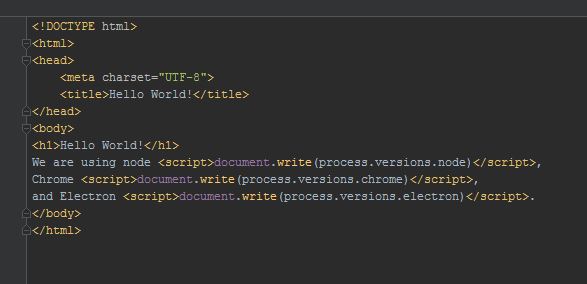 <!DOCTYPE html>
<html>
<head>
    <meta charset="UTF-8">
    <title>Hello World!</title>
</head>
<body>
<h1>Hello World!</h1>
We are using node <script>document.write(process.versions.node)</script>,
Chrome <script>document.write(process.versions.chrome)</script>,
and Electron <script>document.write(process.versions.electron)</script>.
</body>
</html>